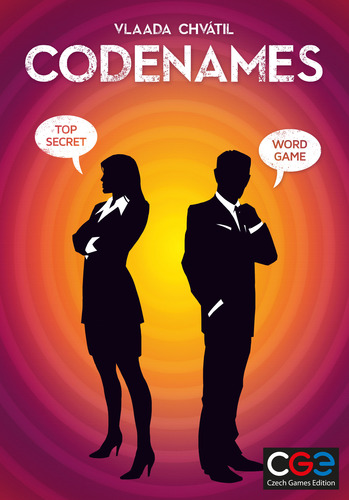 VLAADA CHVÁTIL
CODENAMES
TOP
SECRET
WORD
GAME
CGE
Czech Games Edition